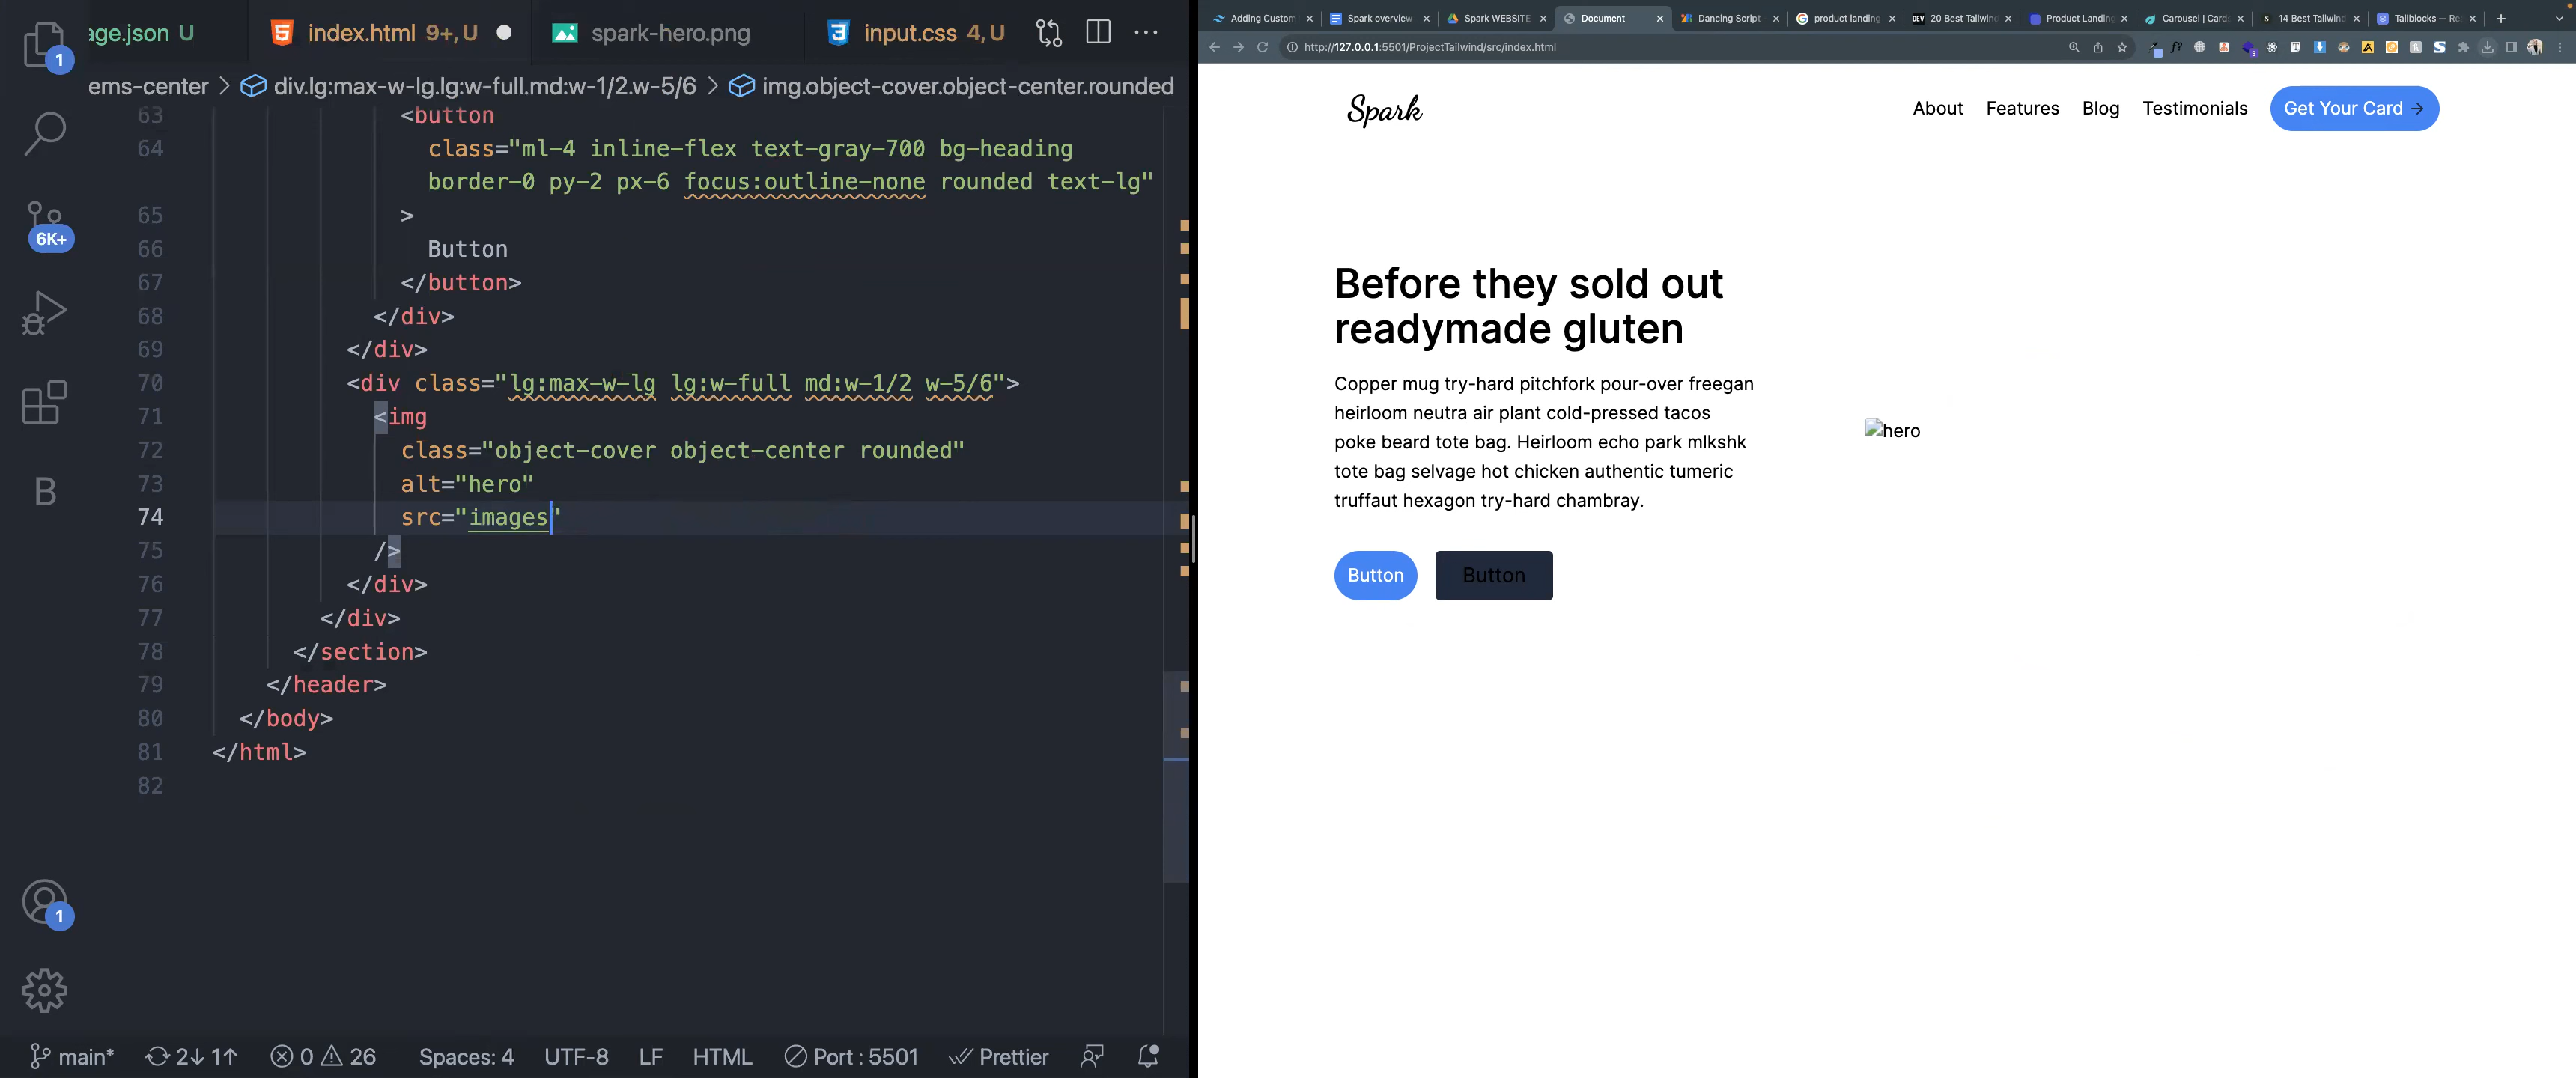 age.json U
index.html 9+, U
spark-hero.png
input.css 4, U
ems-center > div.lg:max-w-lg.lg:w-full.md:w-1/2.w-5/6 > img.object-cover.object-center.rounded
63 <button
64 class="ml-4 inline-flex text-gray-700 bg-heading
border-0 py-2 px-6 focus:outline-none rounded text-lg"
65 >
66 Button
67 </button>
68 </div>
69 </div>
70 <div class="lg:max-w-lg lg:w-full md:w-1/2 w-5/6">
71 <img
72 class="object-cover object-center rounded"
73 alt="hero"
74 src="images"
75 />
76 </div>
77 </div>
78 </section>
79 </header>
80 </body>
81 </html>
82
1
6K+
B
1
main* 2↓ 1↑ 0 26 Spaces: 4 UTF-8 LF HTML Port : 5501 Prettier
Adding Custom
Spark overview
Spark WEBSITE
Document
Dancing Script
product landing
DEV 20 Best Tailwin
Product Landing
Carousel | Card
S 14 Best Tailwind
Tailblocks — Re
http://127.0.0.1:5501/ProjectTailwind/src/index.html
Spark
About
Features
Blog
Testimonials
Get Your Card →
Before they sold out
readymade gluten
Copper mug try-hard pitchfork pour-over freegan
heirloom neutra air plant cold-pressed tacos
poke beard tote bag. Heirloom echo park mlkshk
tote bag selvage hot chicken authentic tumeric
truffaut hexagon try-hard chambray.
Button
Button
hero